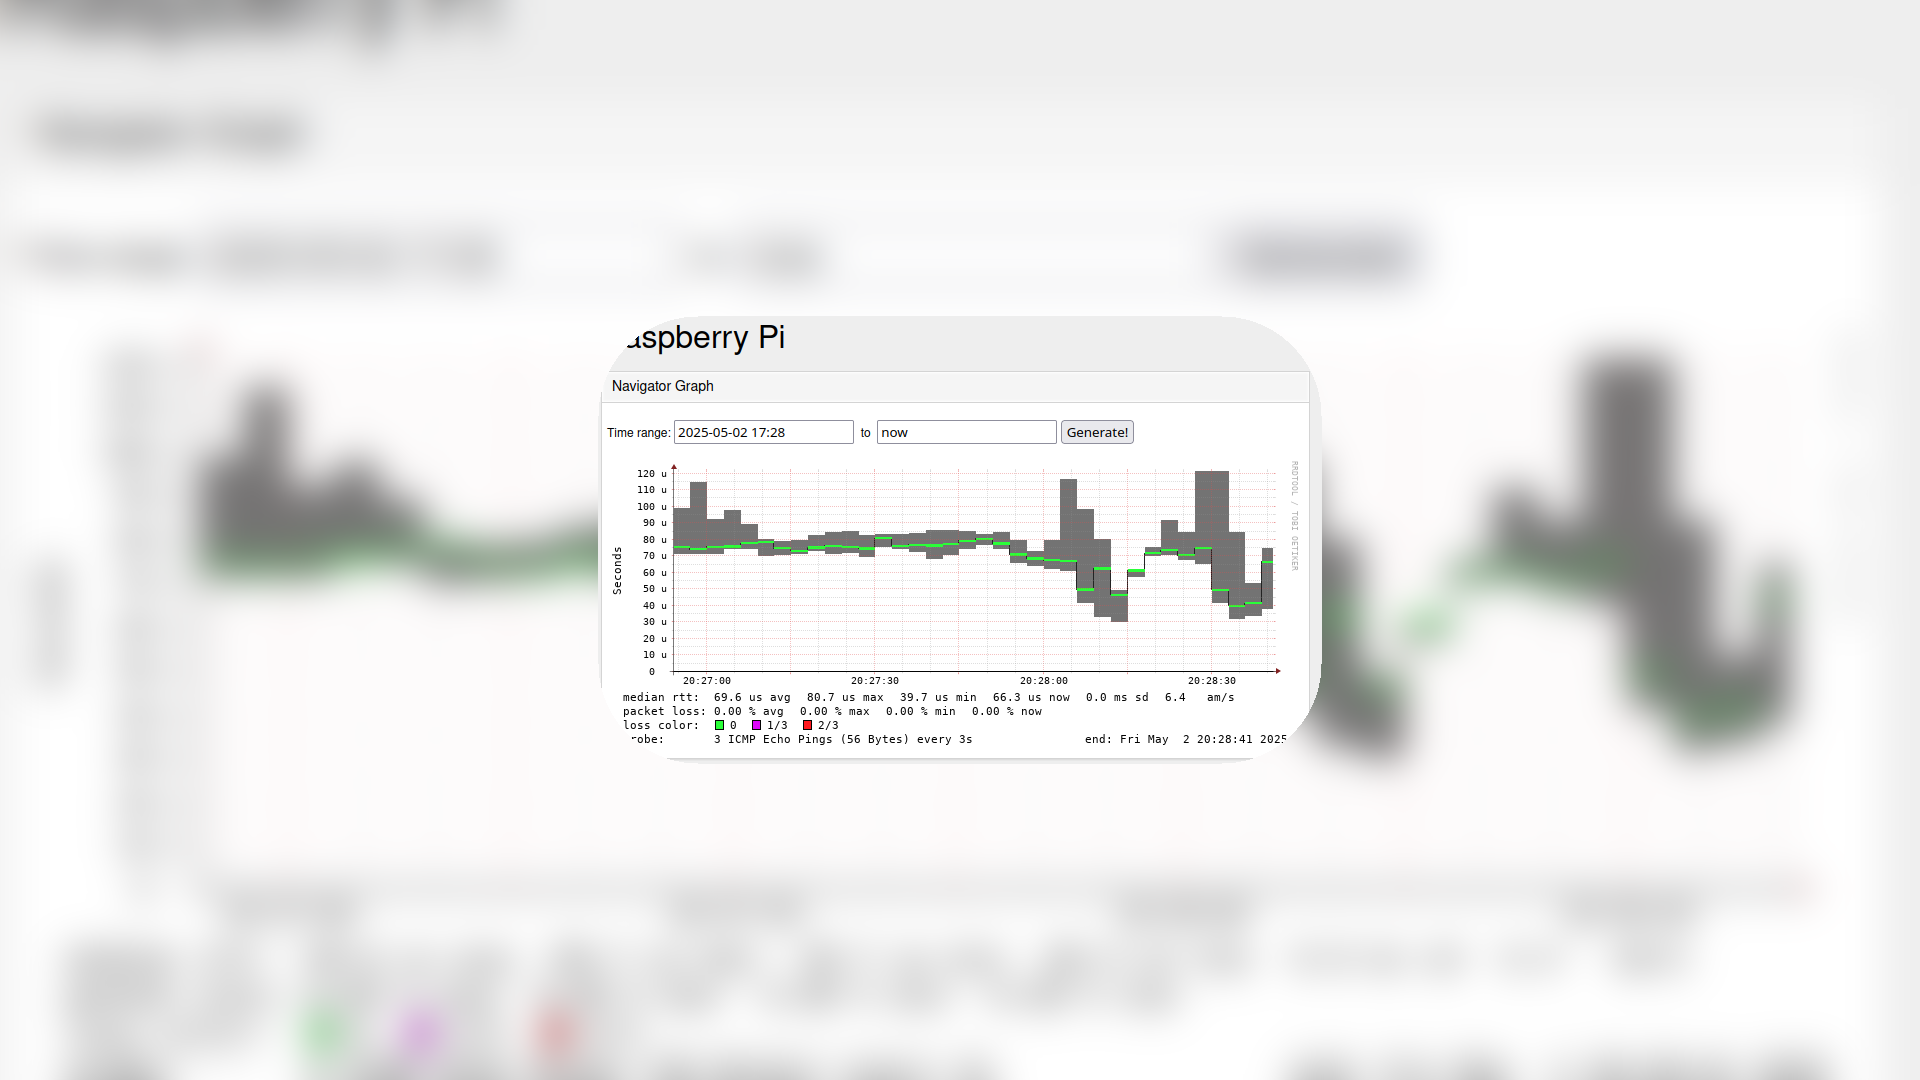 aspberry Pi
Navigator Graph
Time range: 2025-05-02 17:28 to now Generate!
120 u
110 u
100 u
90 u
80 u
70 u
60 u
50 u
40 u
30 u
20 u
10 u
0
Seconds
RRDTOOL / TOBI OETIKER
20:27:00 20:27:30 20:28:00 20:28:30
median rtt: 69.6 us avg 80.7 us max 39.7 us min 66.3 us now 0.0 ms sd 6.4 am/s
packet loss: 0.00 % avg 0.00 % max 0.00 % min 0.00 % now
loss color: 0 1/3 2/3
robe: 3 ICMP Echo Pings (56 Bytes) every 3s end: Fri May 2 20:28:41 2025